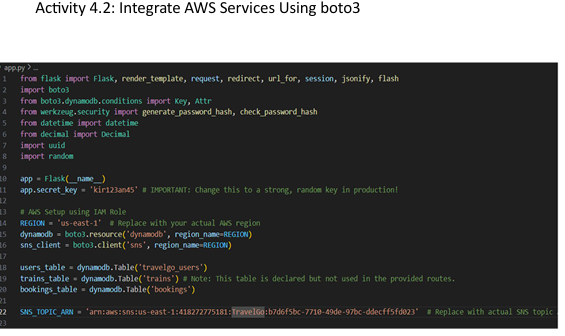 Activity 4.2: Integrate AWS Services Using boto3
app.py > ...
1 from flask import Flask, render_template, request, redirect, url_for, session, jsonify, flash
2 import boto3
3 from boto3.dynamodb.conditions import Key, Attr
4 from werkzeug.security import generate_password_hash, check_password_hash
5 from datetime import datetime
6 from decimal import Decimal
7 import uuid
8 import random
9
10 app = Flask(__name__)
11 app.secret_key = 'kir123an45' # IMPORTANT: Change this to a strong, random key in production!
12
13 # AWS Setup using IAM Role
14 REGION = 'us-east-1' # Replace with your actual AWS region
15 dynamodb = boto3.resource('dynamodb', region_name=REGION)
16 sns_client = boto3.client('sns', region_name=REGION)
17
18 users_table = dynamodb.Table('travelgo_users')
19 trains_table = dynamodb.Table('trains') # Note: This table is declared but not used in the provided routes.
20 bookings_table = dynamodb.Table('bookings')
21
22 SNS_TOPIC_ARN = 'arn:aws:sns:us-east-1:418272775181:TravelGo:b7d6f5bc-7710-49de-97bc-ddecff5fd023' # Replace with actual SNS topic
23